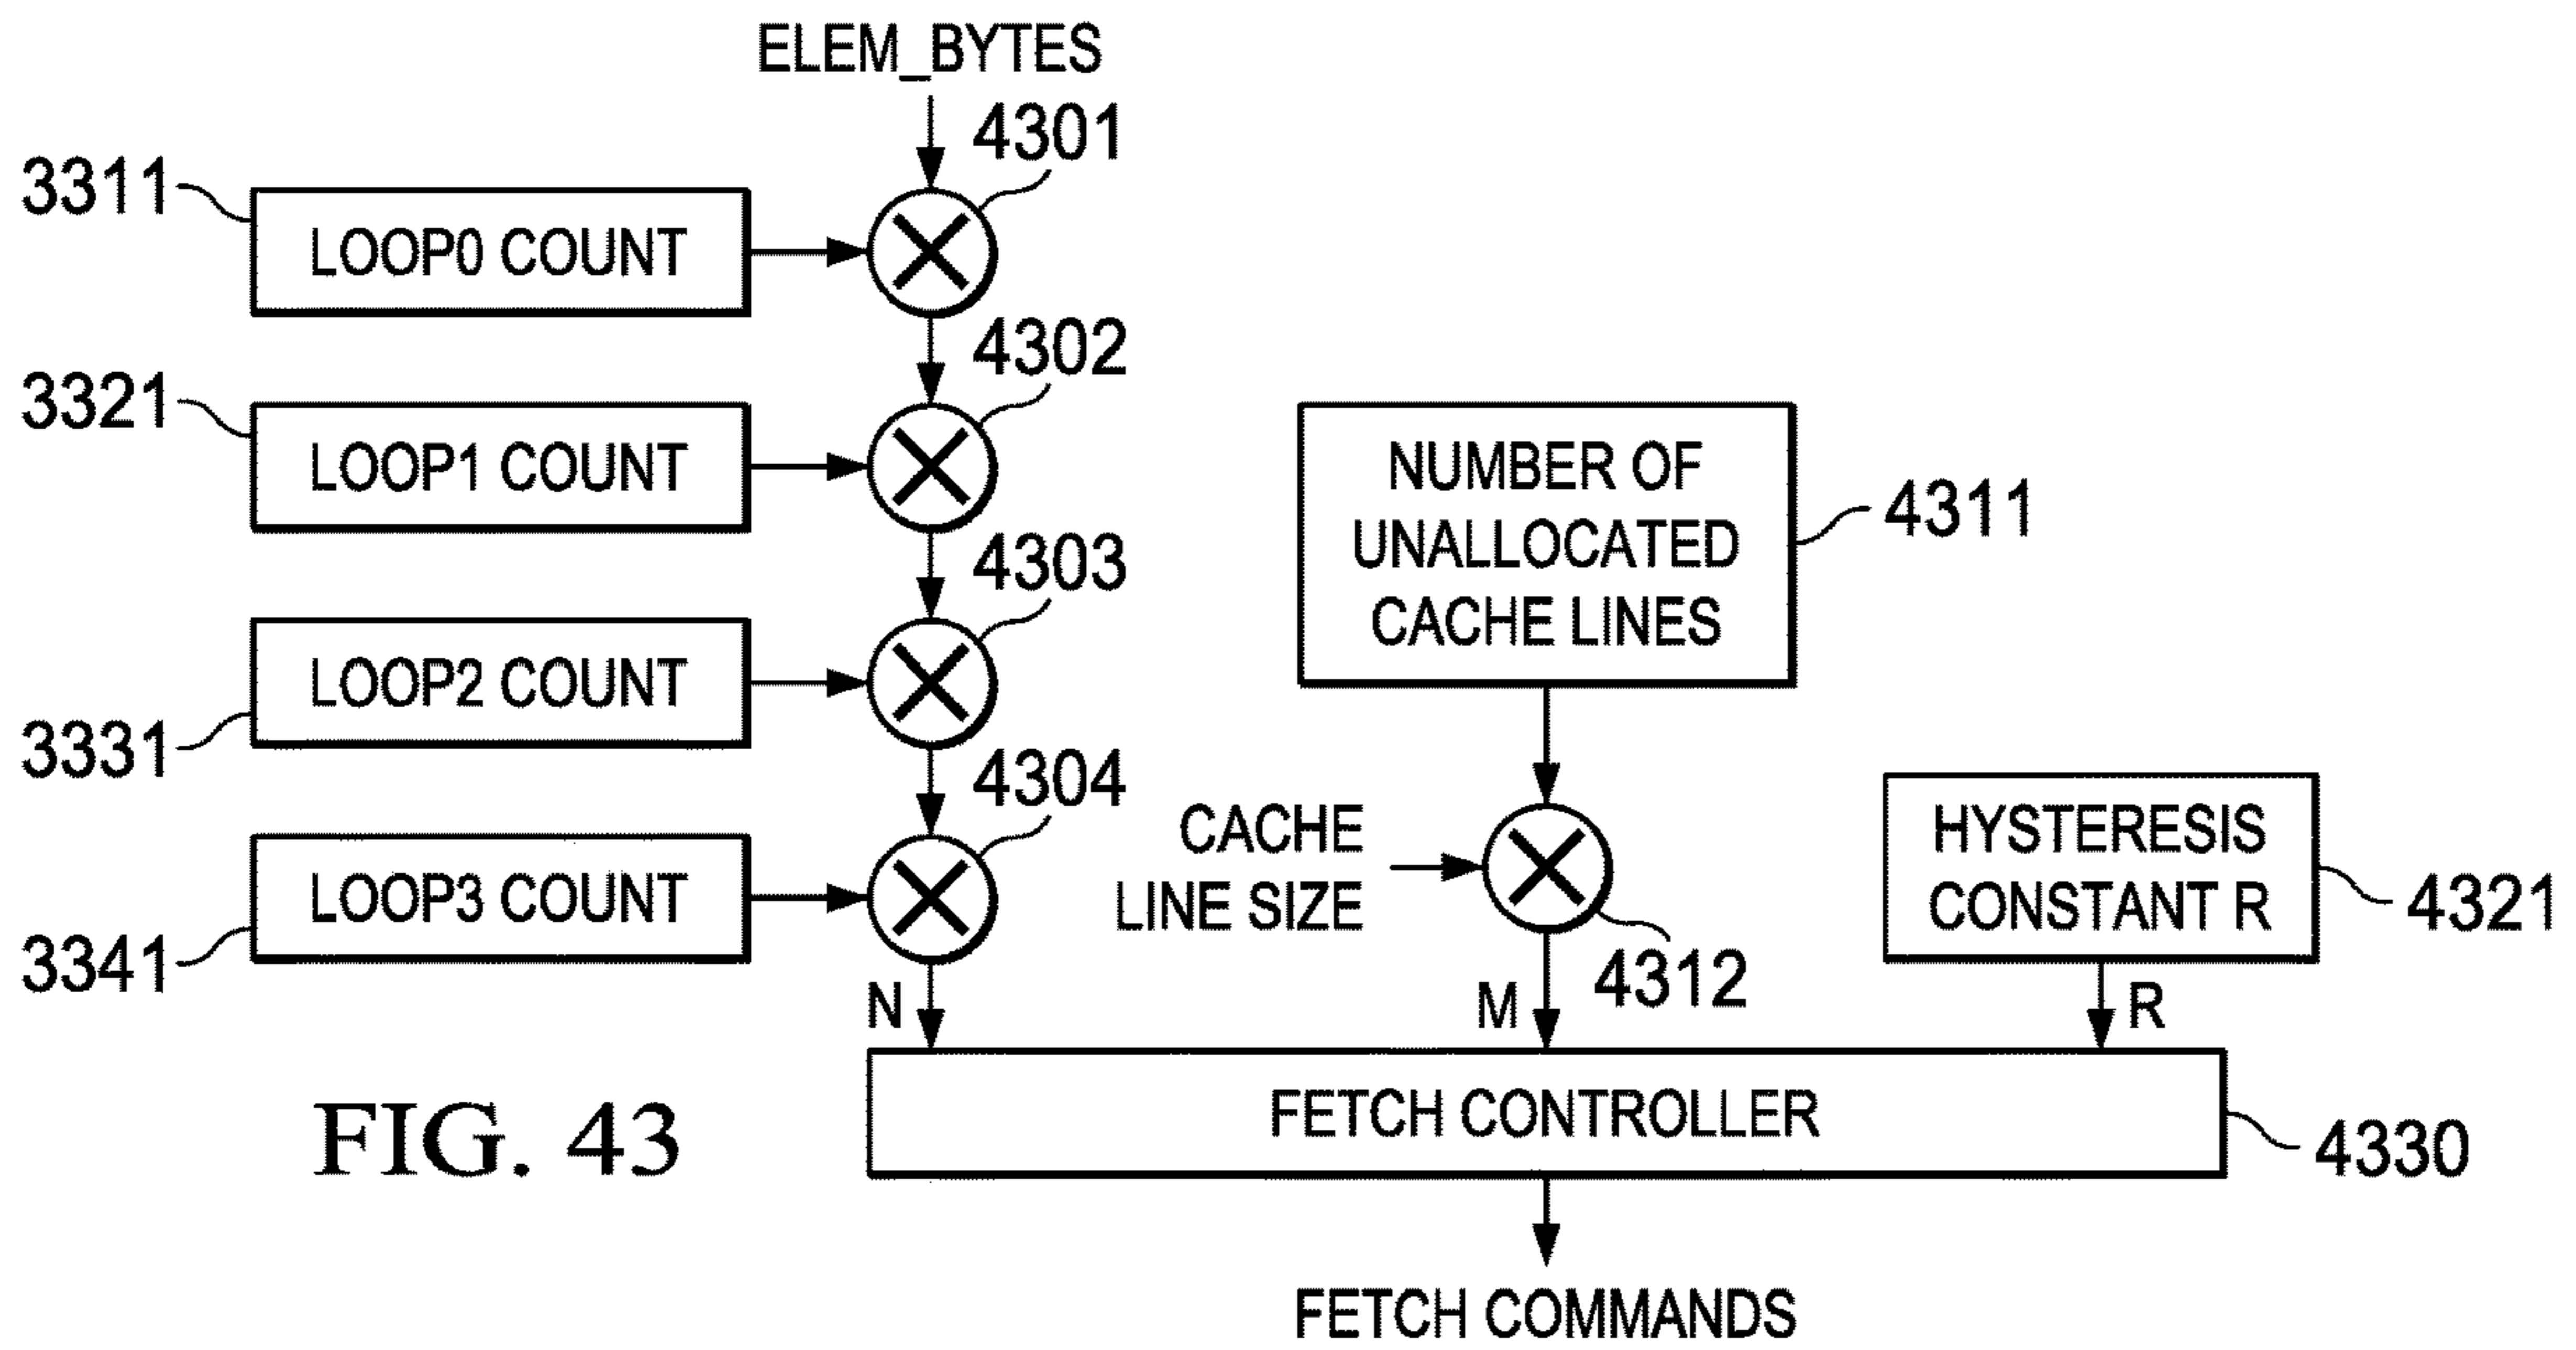 ELEM_BYTES
4301
3311
LOOP0 COUNT
4302
3321
LOOP1 COUNT
4303
LOOP2 COUNT
3331
4304
LOOP3 COUNT
3341
NUMBER OF
UNALLOCATED
CACHE LINES
4311
CACHE
LINE SIZE
4312
HYSTERESIS
CONSTANT R
4321
N
M
R
FETCH CONTROLLER
4330
FETCH COMMANDS
FIG. 43